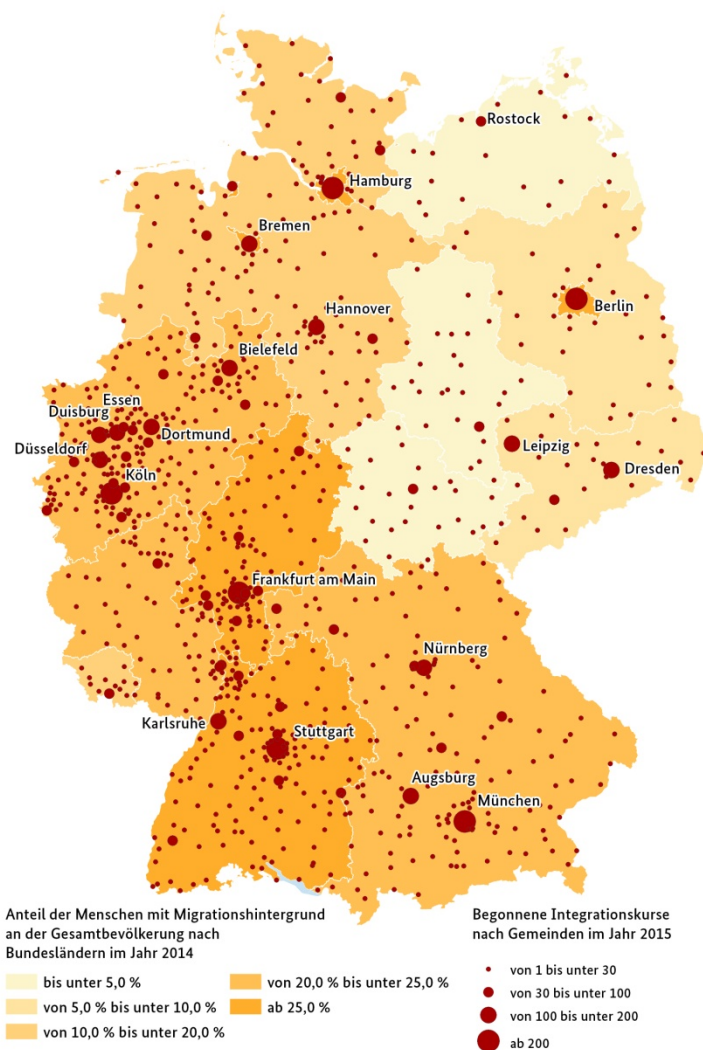 Rostock
Hamburg
Bremen
Berlin
Hannover
Bielefeld
Essen
Duisburg
Dortmund
Düsseldorf
Leipzig
Köln
Dresden
Frankfurt am Main
Nürnberg
Karlsruhe
Stuttgart
Augsburg
München
Anteil der Menschen mit Migrationshintergrund
an der Gesamtbevölkerung nach
Bundesländern im Jahr 2014
bis unter 5,0 %
von 5,0 % bis unter 10,0 %
von 10,0 % bis unter 20,0 %
von 20,0 % bis unter 25,0 %
ab 25,0 %
Begonnene Integrationskurse
nach Gemeinden im Jahr 2015
von 1 bis unter 30
von 30 bis unter 100
von 100 bis unter 200
ab 200